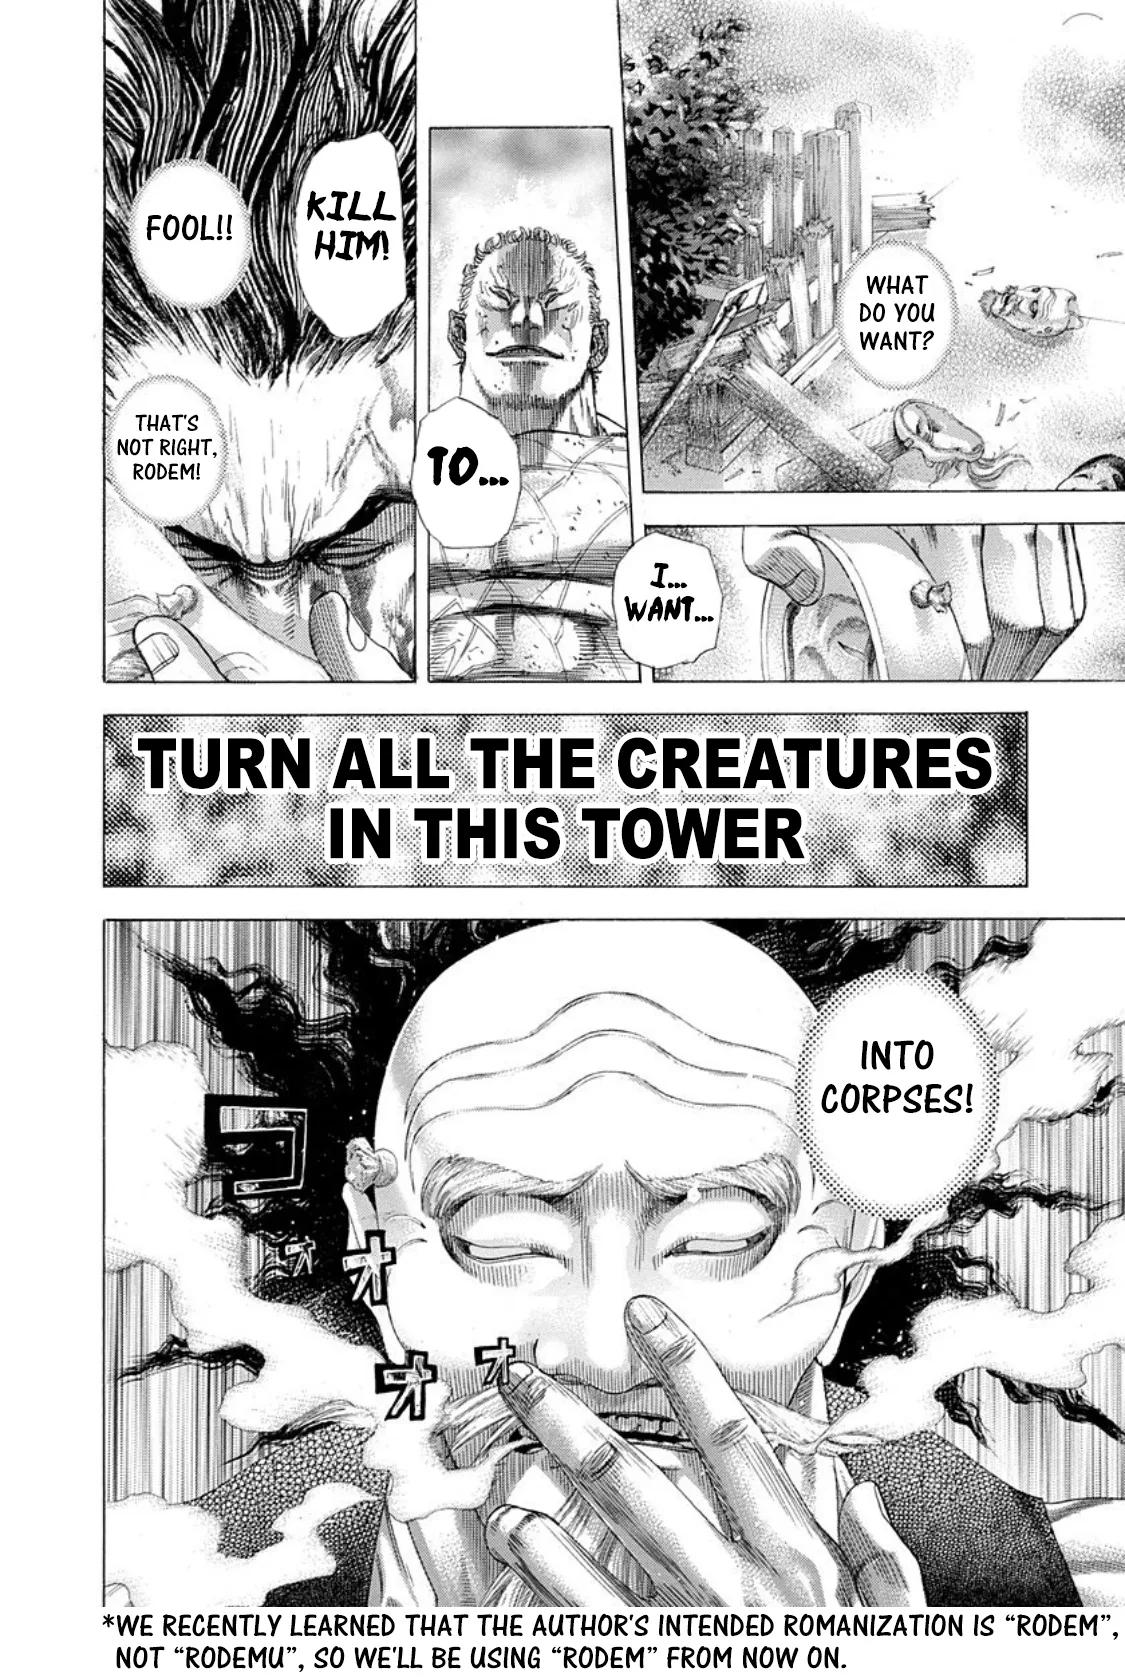 WHAT
DO YOU
WANT?
I...
WANT...
TO...
KILL
HIM!
FOOL!!
THAT'S
NOT RIGHT,
RODEM!
TURN ALL THE CREATURES
IN THIS TOWER
INTO
CORPSES!
ゴ
オ
オ
オ
オ
*WE RECENTLY LEARNED THAT THE AUTHOR'S INTENDED ROMANIZATION IS “RODEM”,
NOT “RODEMU”, SO WE'LL BE USING “RODEM” FROM NOW ON.